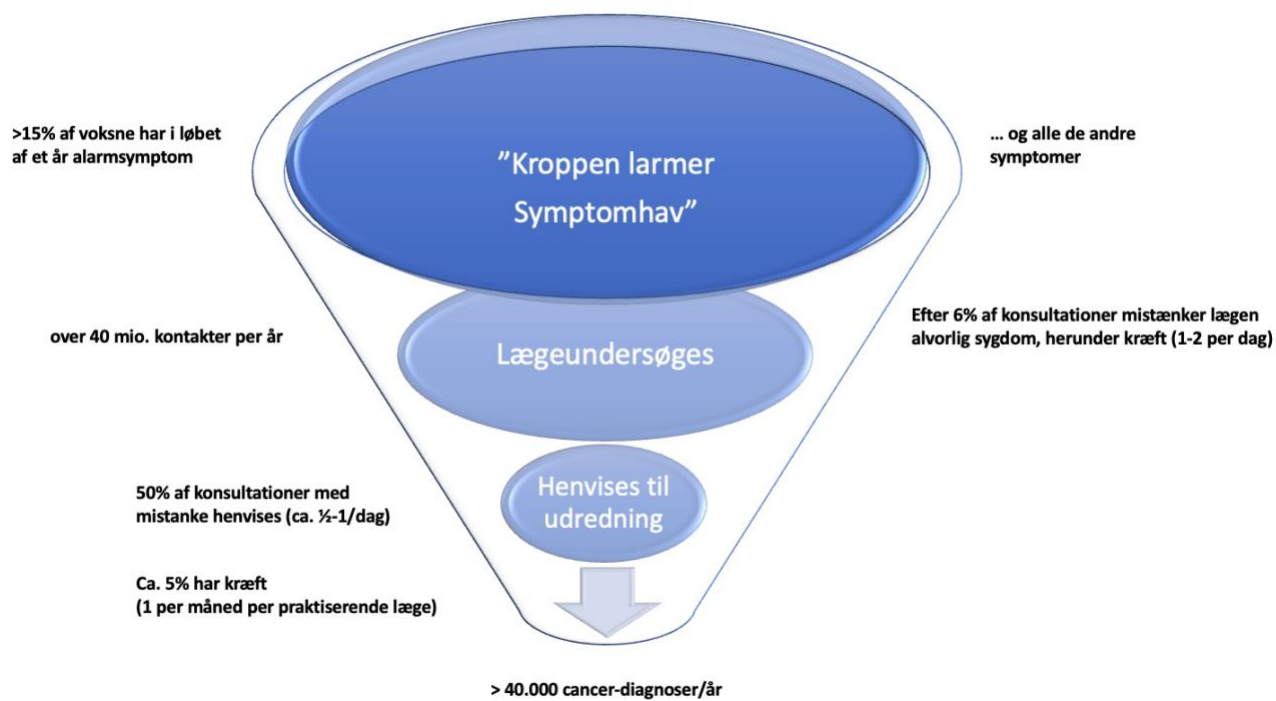 >15% af voksne har i løbet
af et år alarmsymptom
"Kroppen larmer
Symptomhav”
... og alle de andre
symptomer
over 40 mio. kontakter per år
Lægeundersøges
Efter 6% af konsultationer mistænker lægen
alvorlig sygdom, herunder kræft (1-2 per dag)
50% af konsultationer med
mistanke henvises (ca. ½-1/dag)
Henvises til
udredning
Ca. 5% har kræft
(1 per måned per praktiserende læge)
> 40.000 cancer-diagnoser/år